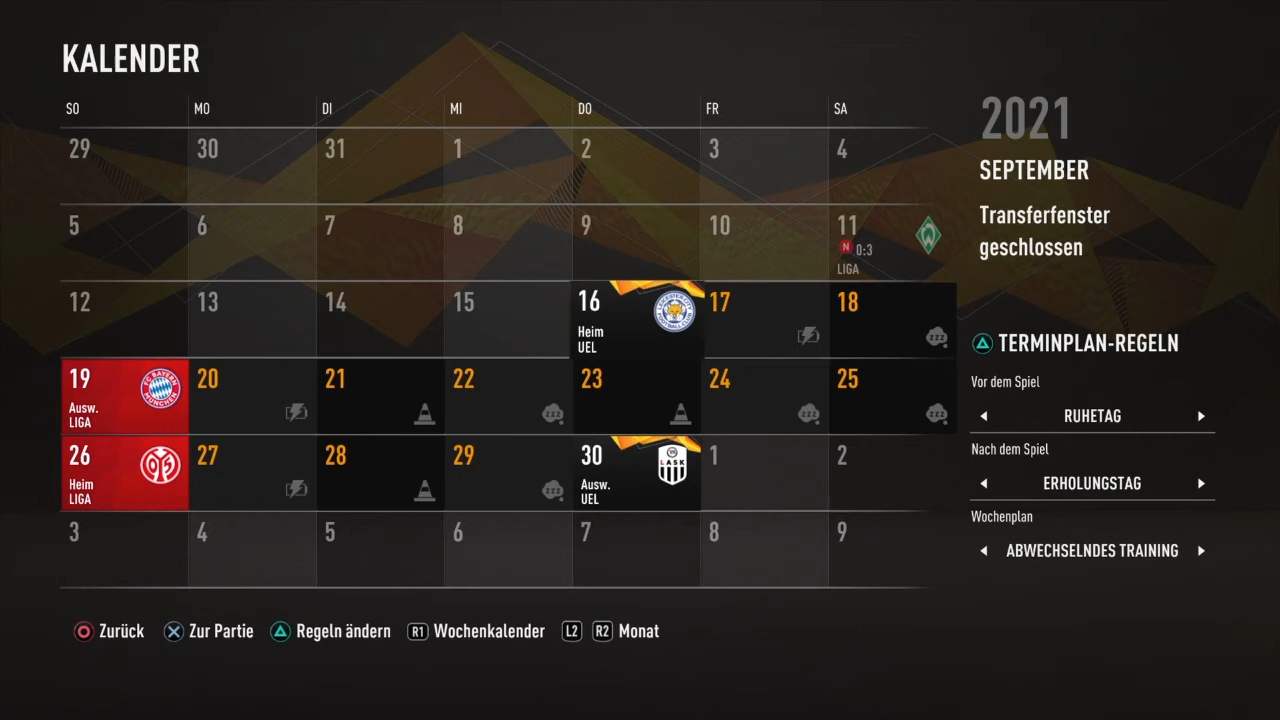 KALENDER
SO MO DI MI DO FR SA
29 30 31 1 2 3 4
5 6 7 8 9 10 11
N 0:3
LIGA
12 13 14 15 16 17 18
Heim
UEL
19 20 21 22 23 24 25
FC BAYERN
MÜNCHEN
Ausw.
LIGA
26 27 28 29 30 1 2
Heim
LIGA
LASK
Ausw.
UEL
3 4 5 6 7 8 9
2021
SEPTEMBER
Transferfenster
geschlossen
TERMINPLAN-REGELN
Vor dem Spiel
RUHETAG
Nach dem Spiel
ERHOLUNGSTAG
Wochenplan
ABWECHSELNDES TRAINING
Zurück Zur Partie Regeln ändern R1 Wochenkalender L2 R2 Monat